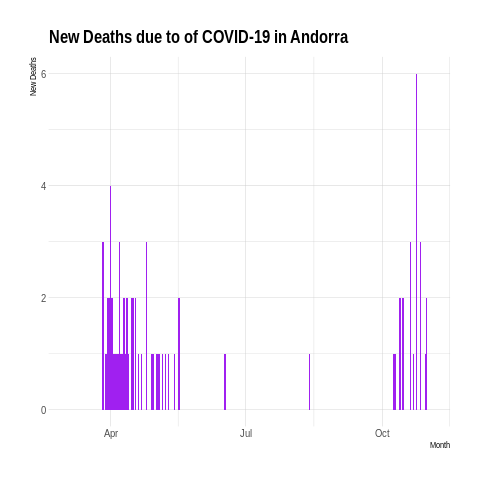 New Deaths due to of COVID-19 in Andorra
New Deaths
6
4
2
0
Apr
Jul
Oct
Month